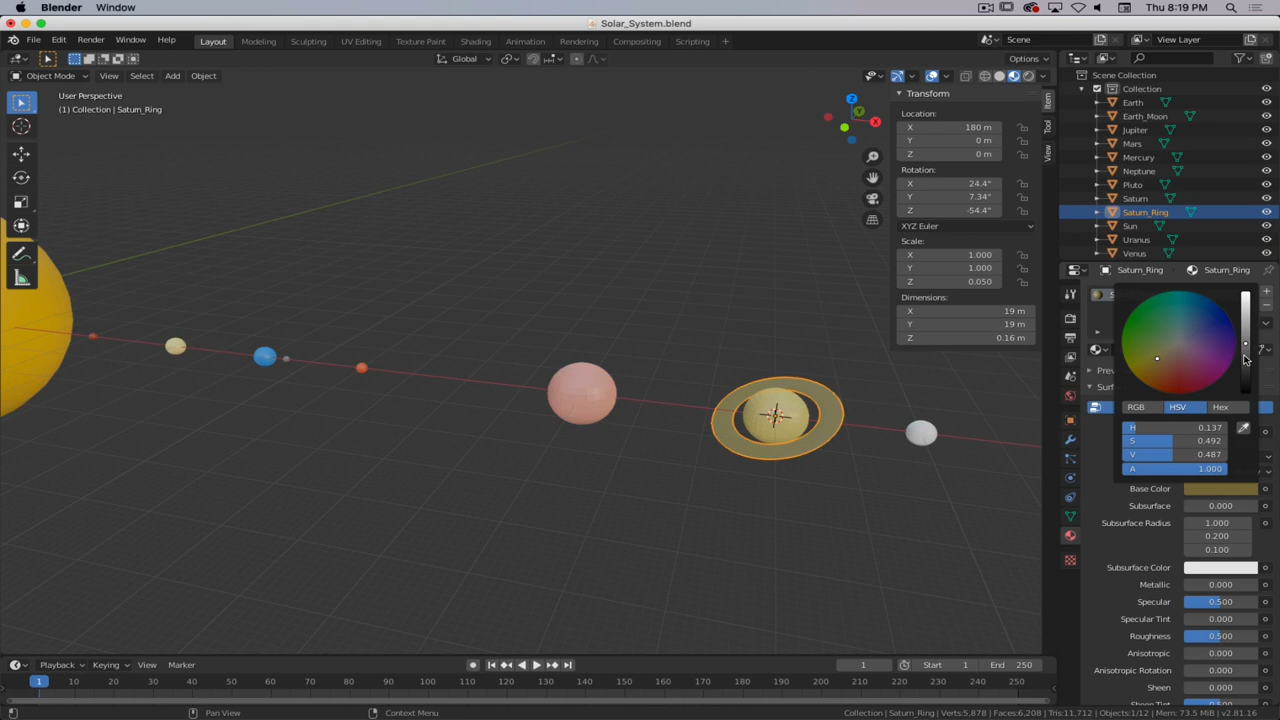 Blender Window Thu 8:19 PM
Solar_System.blend
File Edit Render Window Help Layout Modeling Sculpting UV Editing Texture Paint Shading Animation Rendering Compositing Scripting + Scene View Layer
Global Options
Object Mode View Select Add Object
User Perspective
(1) Collection | Saturn_Ring
Z
Y
X
Transform
Location:
X 180 m
Y 0 m
Z 0 m
Rotation:
X 24.4°
Y 7.34°
Z -54.4°
XYZ Euler
Scale:
X 1.000
Y 1.000
Z 0.050
Dimensions:
X 19 m
Y 19 m
Z 0.16 m
Item
Tool
View
Scene Collection
Collection
Earth
Earth_Moon
Jupiter
Mars
Mercury
Neptune
Pluto
Saturn
Saturn_Ring
Sun
Uranus
Venus
Saturn_Ring Saturn_Ring
RGB HSV Hex
H 0.137
S 0.492
V 0.487
A 1.000
Base Color
Subsurface 0.000
Subsurface Radius 1.000
0.200
0.100
Subsurface Color
Metallic 0.000
Specular 0.500
Specular Tint 0.000
Roughness 0.500
Anisotropic 0.000
Anisotropic Rotation 0.000
Sheen 0.000
Playback Keying View Marker 1 Start 1 End 250
1 10 20 30 40 50 60 70 80 90 100 110 120 130 140 150 160 170 180 190 200 210 220 230 240 250
Pan View Context Menu Collection | Saturn_Ring | Verts:5,878 | Faces:6,208 | Tris:11,712 | Objects:1/12 | Mem: 73.5 MiB | v2.81.16